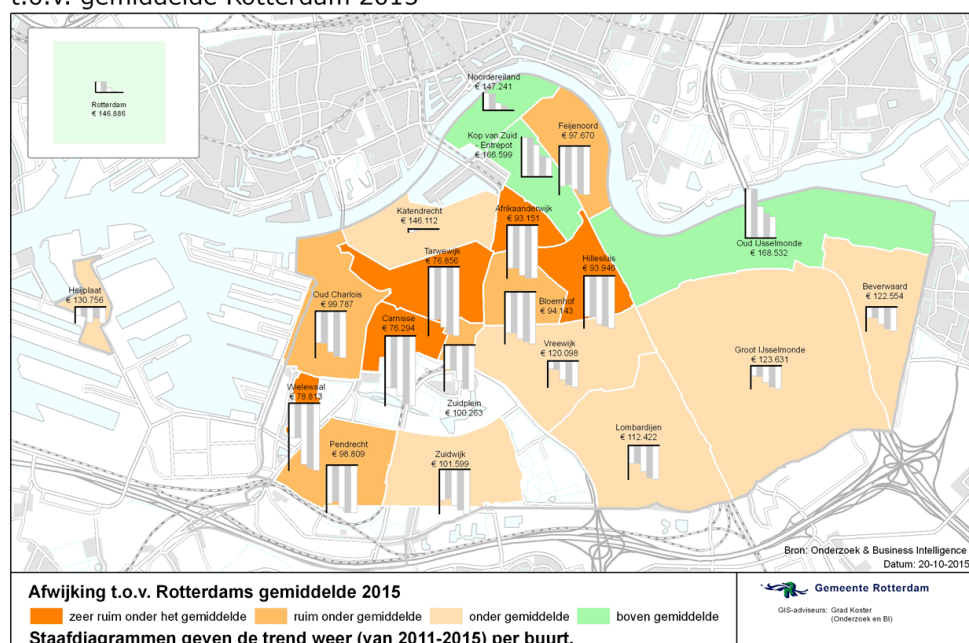 t.o.v. gemiddelde Rotterdam 2015
Rotterdam
€ 146.886
Noordereiland
€ 147.241
Kop van Zuid
- Entrepot
€ 166.599
Feijenoord
€ 97.670
Katendrecht
€ 146.112
Afrikaanderwijk
€ 93.151
Oud IJsselmonde
€ 168.532
Tarwewijk
€ 76.856
Hillesluis
€ 93.946
Heijplaat
€ 130.756
Oud Charlois
€ 99.787
Bloemhof
€ 94.143
Beverwaard
€ 122.554
Carnisse
€ 76.294
Vreewijk
€ 120.098
Groot IJsselmonde
€ 123.631
Wielewaal
€ 78.813
Zuidplein
€ 100.263
Pendrecht
€ 98.809
Zuidwijk
€ 101.599
Lombardijen
€ 112.422
Bron: Onderzoek & Business Intelligence
Datum: 20-10-2015
Afwijking t.o.v. Rotterdams gemiddelde 2015
zeer ruim onder het gemiddelde
ruim onder gemiddelde
onder gemiddelde
boven gemiddelde
Staafdiagrammen geven de trend weer (van 2011-2015) per buurt.
Gemeente Rotterdam
GIS-adviseurs: Grad Koster
(Onderzoek en BI)